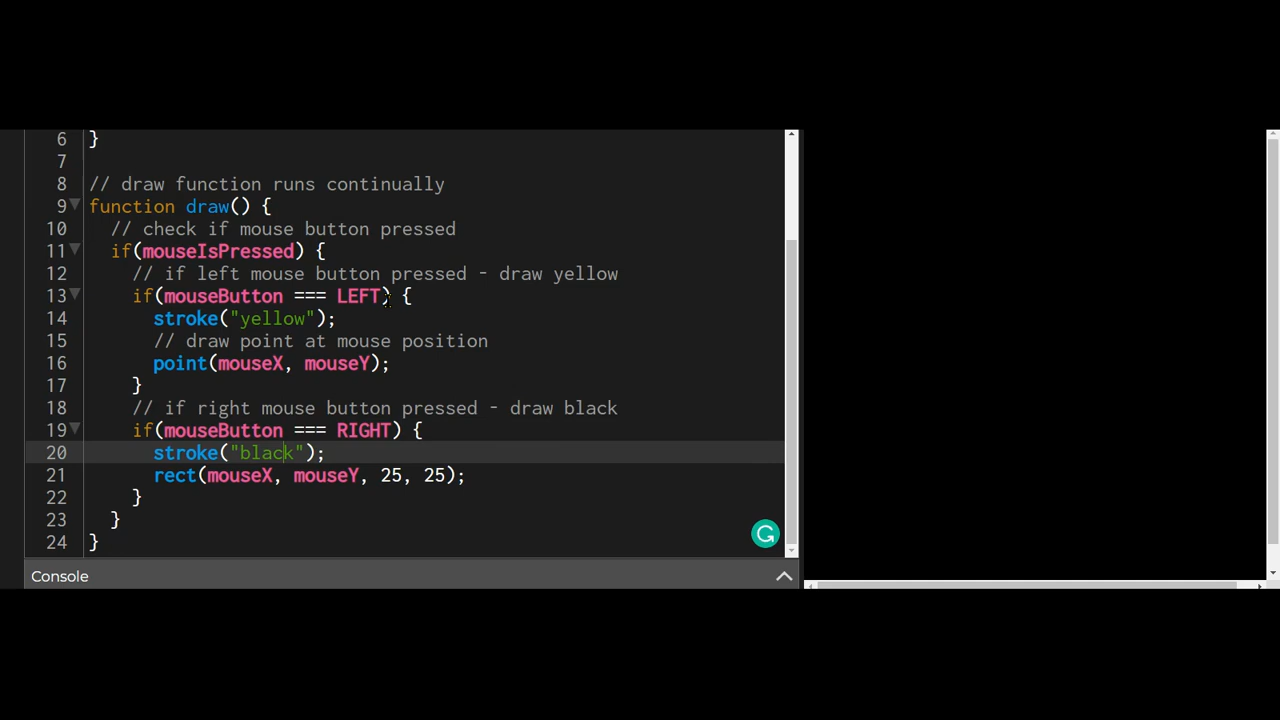 6 }
7
8 // draw function runs continually
9 function draw() {
10 // check if mouse button pressed
11 if(mouseIsPressed) {
12 // if left mouse button pressed - draw yellow
13 if(mouseButton === LEFT) {
14 stroke("yellow");
15 // draw point at mouse position
16 point(mouseX, mouseY);
17 }
18 // if right mouse button pressed - draw black
19 if(mouseButton === RIGHT) {
20 stroke("black");
21 rect(mouseX, mouseY, 25, 25);
22 }
23 }
24 }
Console